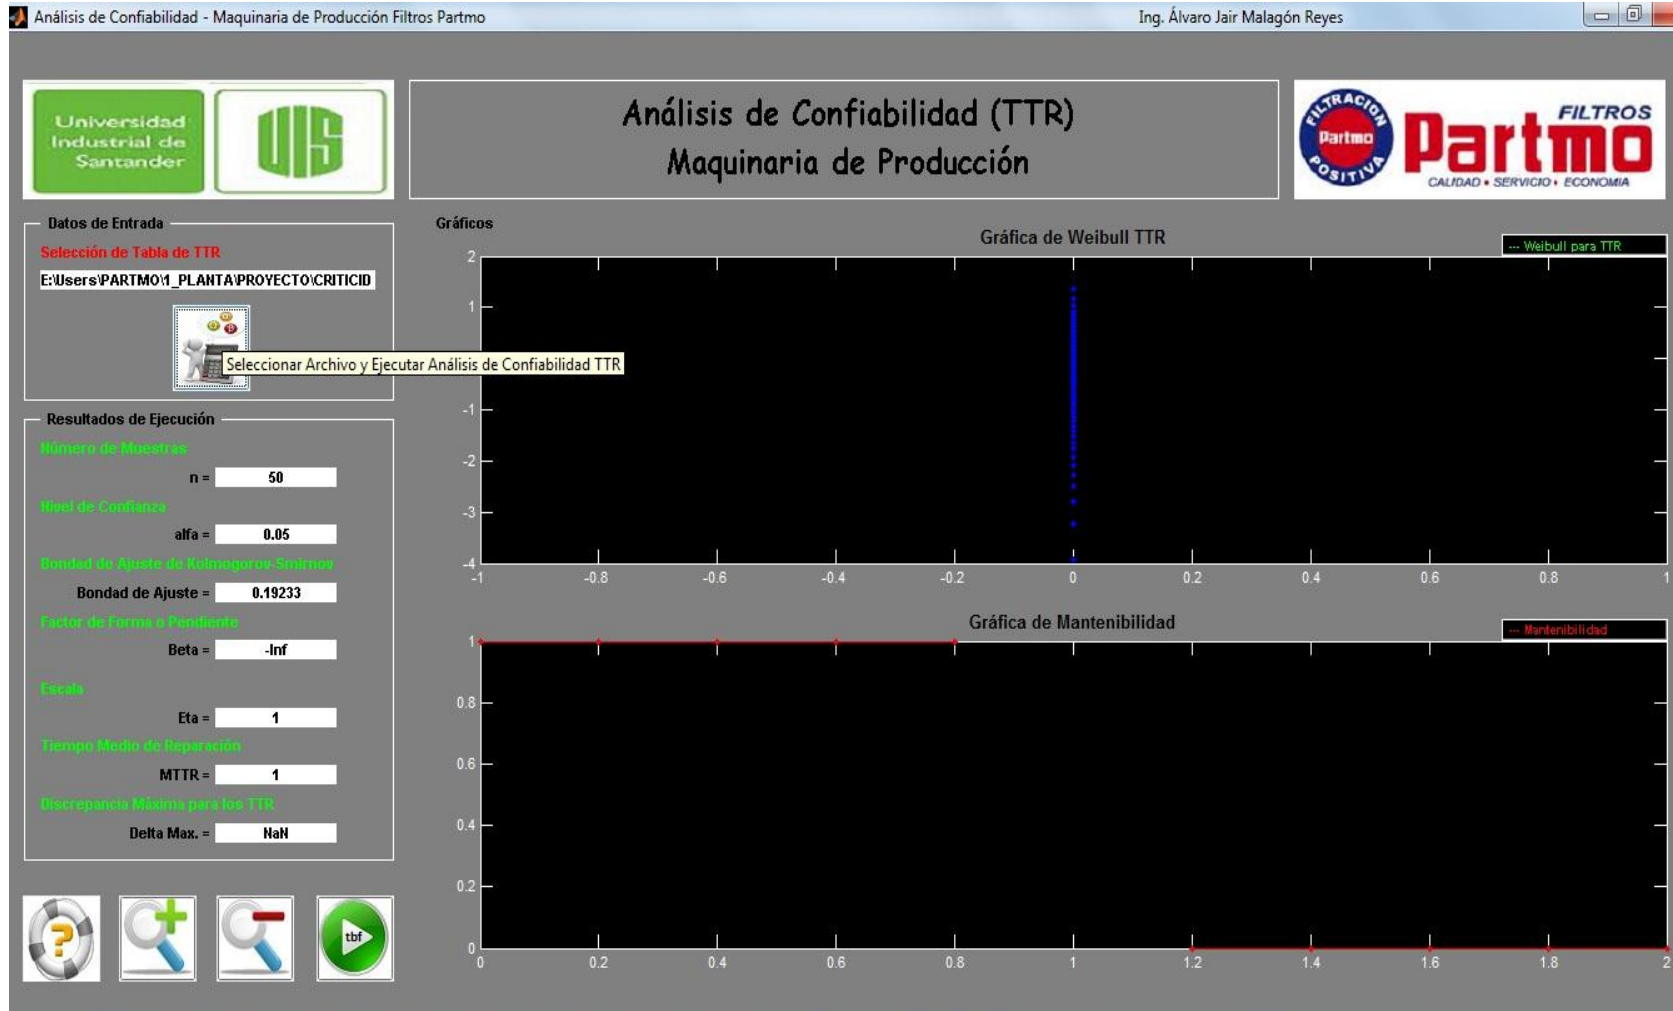 Análisis de Confiabilidad - Maquinaria de Producción Filtros Partmo
Ing. Álvaro Jair Malagón Reyes
Universidad
Industrial de
Santander
UIS
Análisis de Confiabilidad (TTR)
Maquinaria de Producción
FILTRACION
Partmo
POSITIVA
FILTROS
Partmo
CALIDAD • SERVICIO • ECONOMIA
Datos de Entrada
Selección de Tabla de TTR
E:\Users\PARTMO\1_PLANTA\PROYECTO\CRITICID
Seleccionar Archivo y Ejecutar Análisis de Confiabilidad TTR
Resultados de Ejecución
Número de Muestras
n = 50
Nivel de Confianza
alfa = 0.05
Bondad de Ajuste de Kolmogorov-Smirnov
Bondad de Ajuste = 0.19233
Factor de Forma o Pendiente
Beta = -Inf
Escala
Eta = 1
Tiempo Medio de Reparación
MTTR = 1
Discrepancia Máxima para los TTR
Delta Max. = NaN
tbf
Gráficos
Gráfica de Weibull TTR
--- Weibull para TTR
2
1
-1
-2
-3
-4
-1 -0.8 -0.6 -0.4 -0.2 0 0.2 0.4 0.6 0.8 1
Gráfica de Mantenibilidad
--- Mantenibilidad
1
0.8
0.6
0.4
0.2
0
0 0.2 0.4 0.6 0.8 1 1.2 1.4 1.6 1.8 2